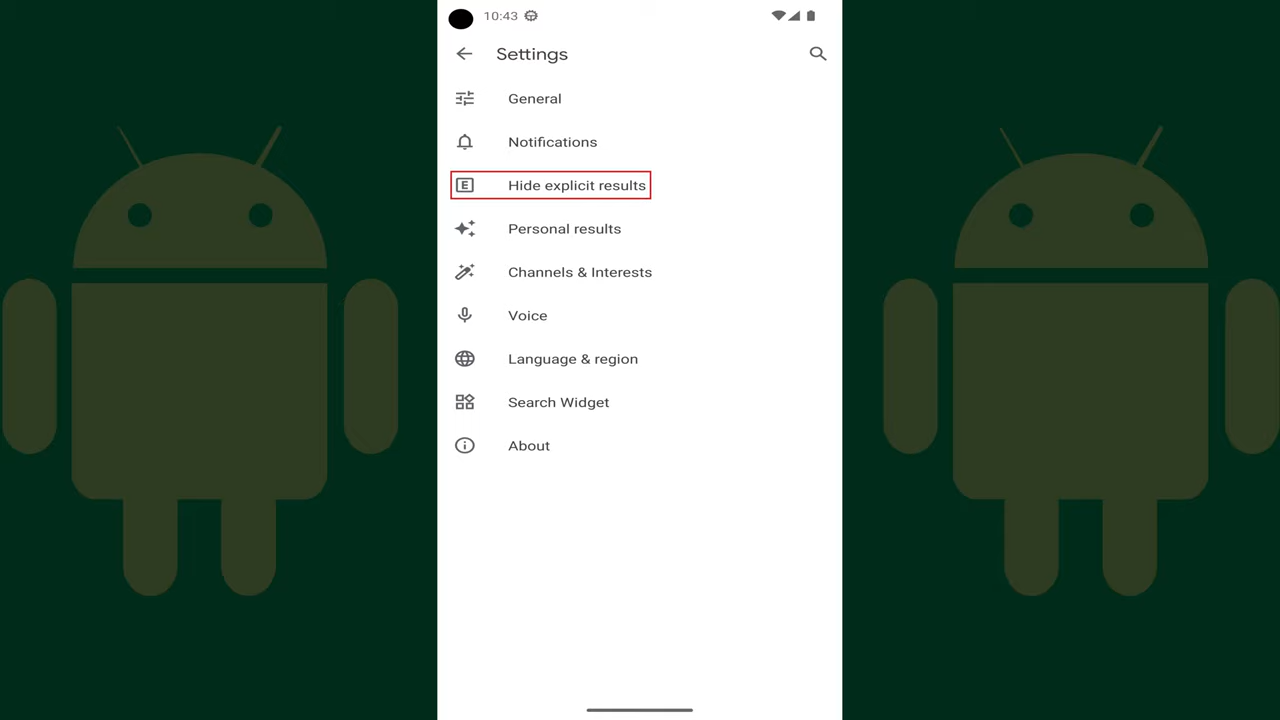 10:43
Settings
General
Notifications
E Hide explicit results
Personal results
Channels & Interests
Voice
Language & region
Search Widget
About